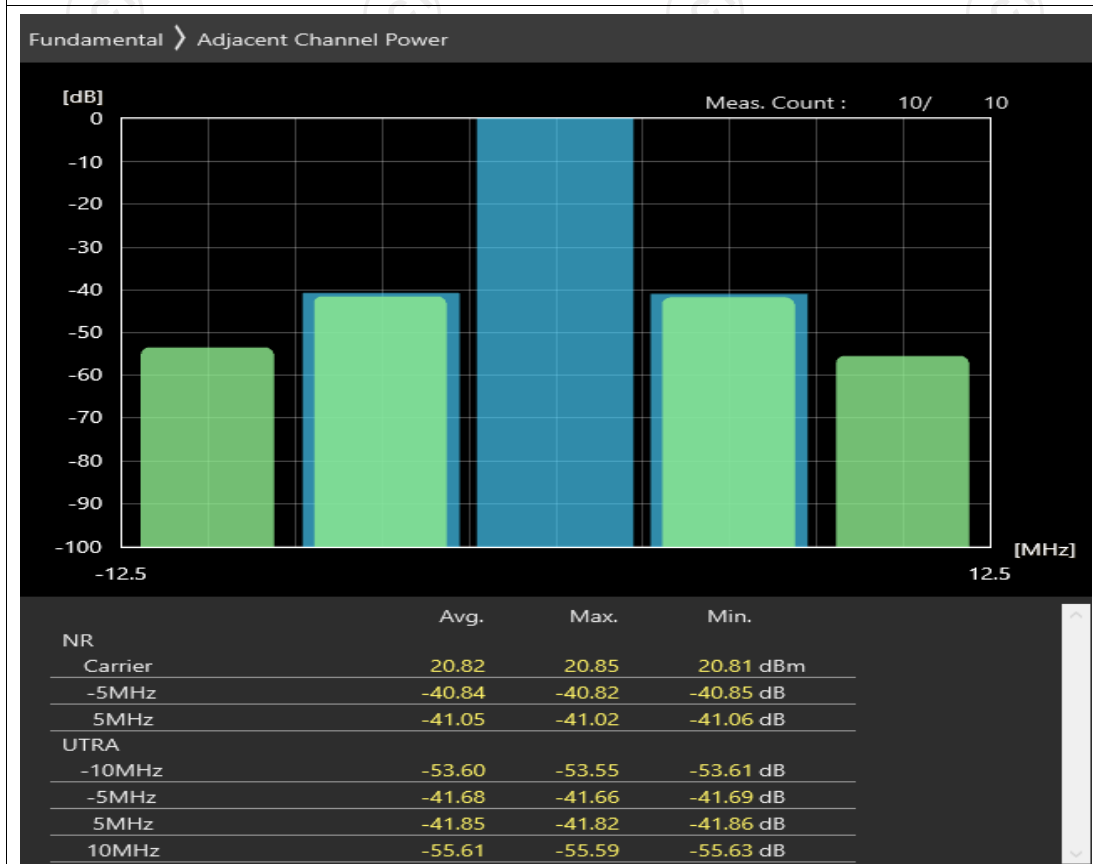 Fundamental ❯ Adjacent Channel Power
[dB]
Meas. Count : 10/ 10
0
-10
-20
-30
-40
-50
-60
-70
-80
-90
-100
[MHz]
-12.5 12.5
Avg. Max. Min.
NR
Carrier 20.82 20.85 20.81 dBm
-5MHz -40.84 -40.82 -40.85 dB
5MHz -41.05 -41.02 -41.06 dB
UTRA
-10MHz -53.60 -53.55 -53.61 dB
-5MHz -41.68 -41.66 -41.69 dB
5MHz -41.85 -41.82 -41.86 dB
10MHz -55.61 -55.59 -55.63 dB